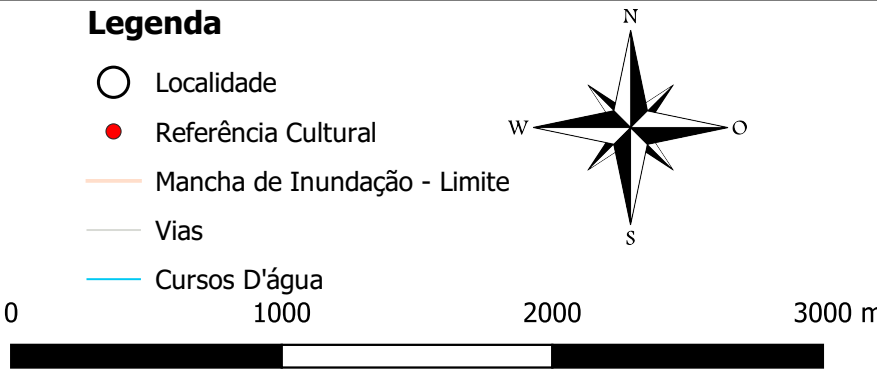 Legenda
Localidade
Referência Cultural
Mancha de Inundação - Limite
Vias
Cursos D'água
N
W
O
S
0 1000 2000 3000 m